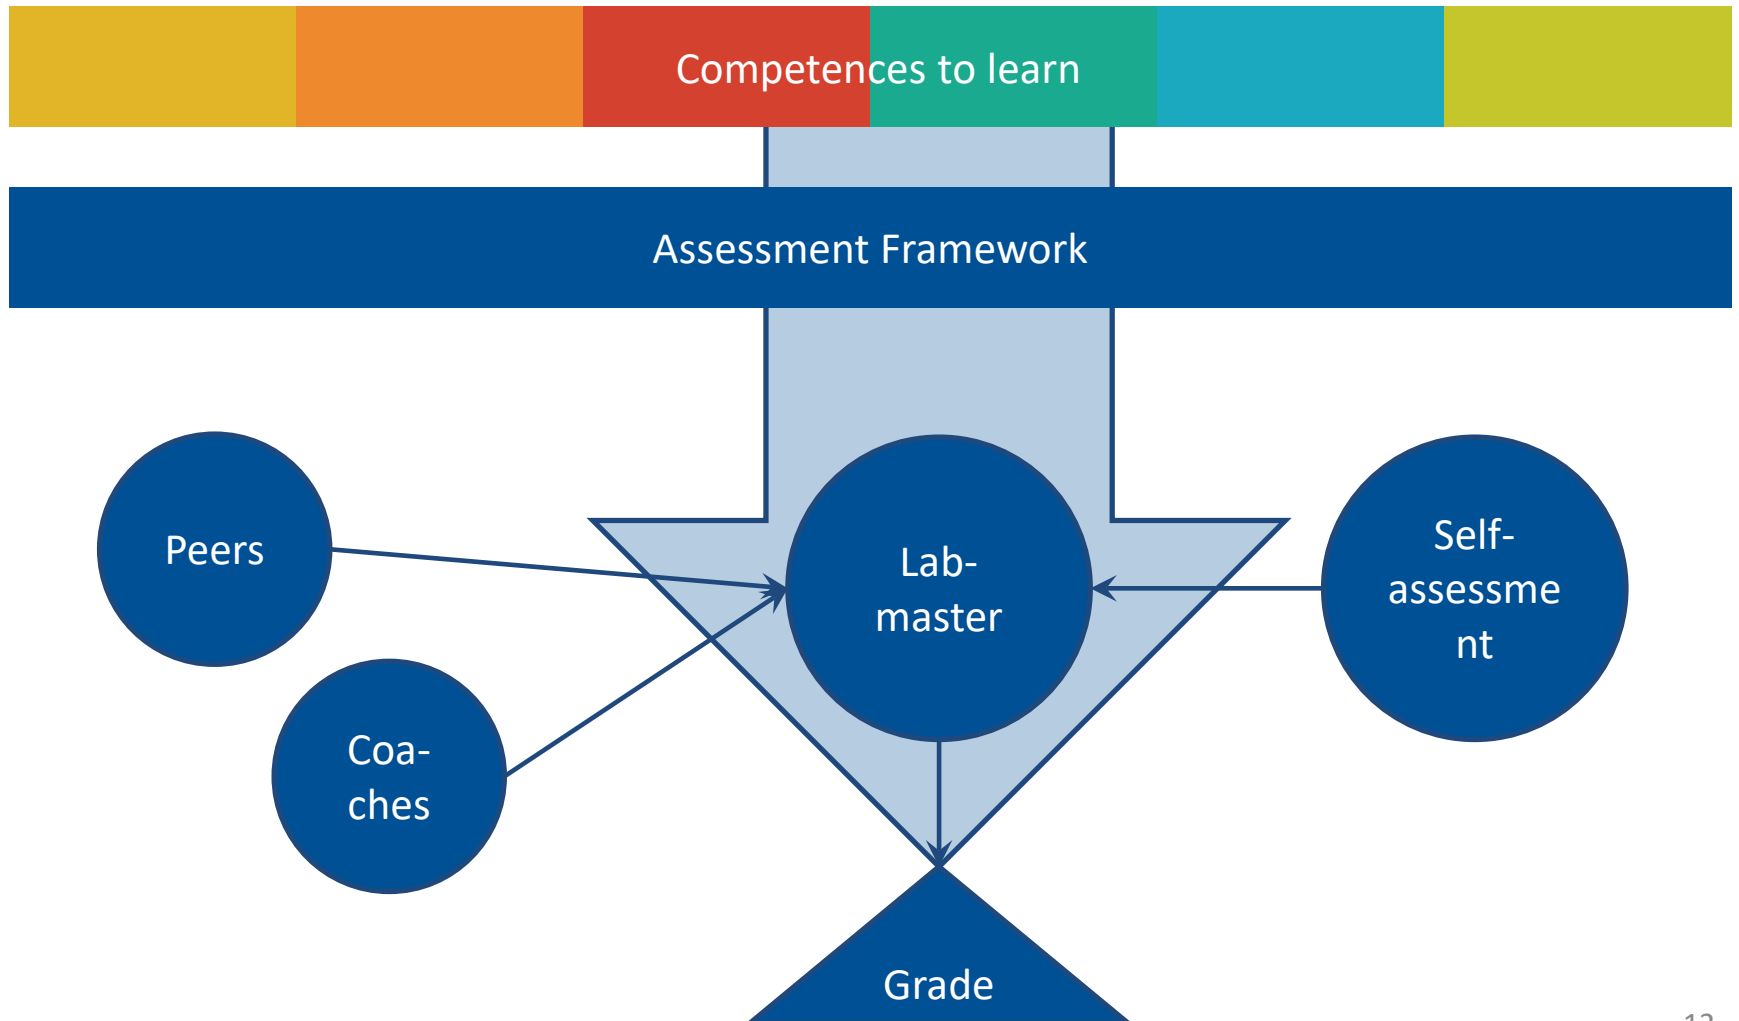 Competences to learn
Assessment Framework
Peers
Lab-
master
Self-
assessme
nt
Coa-
ches
Grade